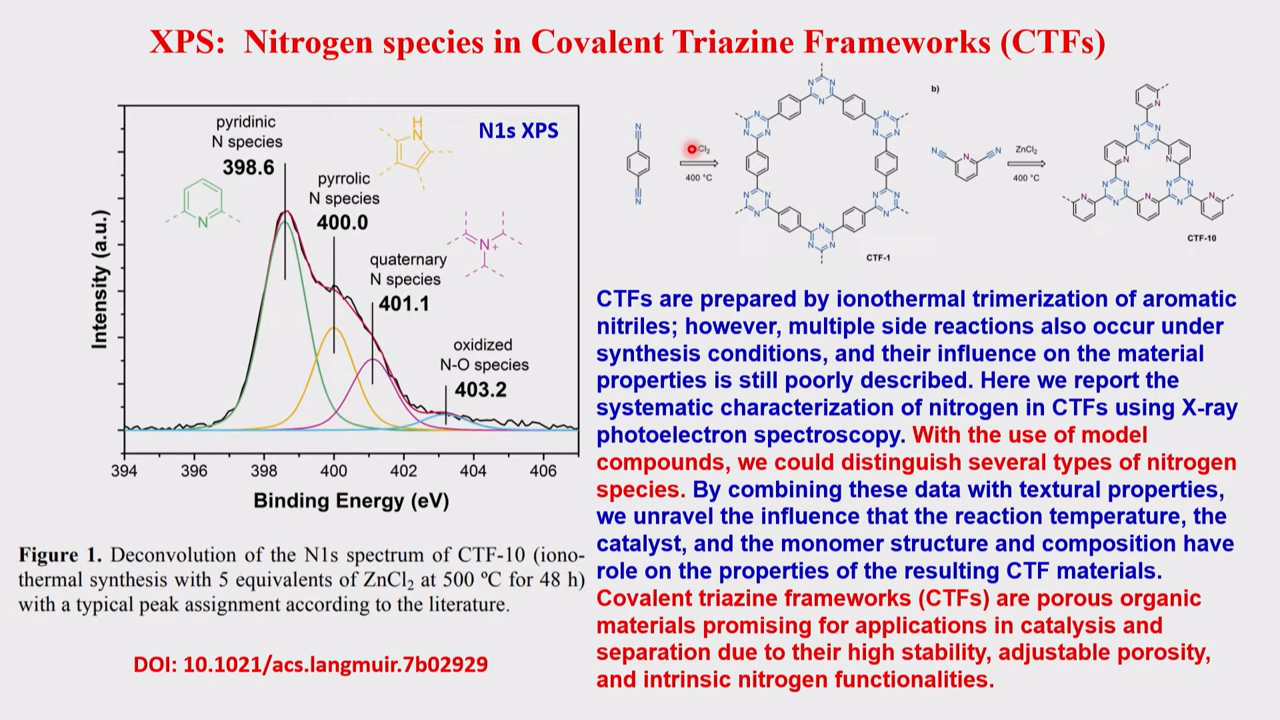 XPS: Nitrogen species in Covalent Triazine Frameworks (CTFs)
pyridinic
N species
398.6
N
H
N
N1s XPS
pyrrolic
N species
400.0
N+
quaternary
N species
401.1
oxidized
N-O species
403.2
Intensity (a.u.)
394 396 398 400 402 404 406
Binding Energy (eV)
Figure 1. Deconvolution of the N1s spectrum of CTF-10 (iono-
thermal synthesis with 5 equivalents of ZnCl2 at 500 ºC for 48 h)
with a typical peak assignment according to the literature.
DOI: 10.1021/acs.langmuir.7b02929
N
N
Cl2
400 °C
N N
N
N N
N
N N
N
N N
N
N N
N
N N
N
CTF-1
b)
NC N CN
ZnCl2
400 °C
N
N N
N
N N
N N
N N
N N
N N N
CTF-10
CTFs are prepared by ionothermal trimerization of aromatic
nitriles; however, multiple side reactions also occur under
synthesis conditions, and their influence on the material
properties is still poorly described. Here we report the
systematic characterization of nitrogen in CTFs using X-ray
photoelectron spectroscopy. With the use of model
compounds, we could distinguish several types of nitrogen
species. By combining these data with textural properties,
we unravel the influence that the reaction temperature, the
catalyst, and the monomer structure and composition have
role on the properties of the resulting CTF materials.
Covalent triazine frameworks (CTFs) are porous organic
materials promising for applications in catalysis and
separation due to their high stability, adjustable porosity,
and intrinsic nitrogen functionalities.